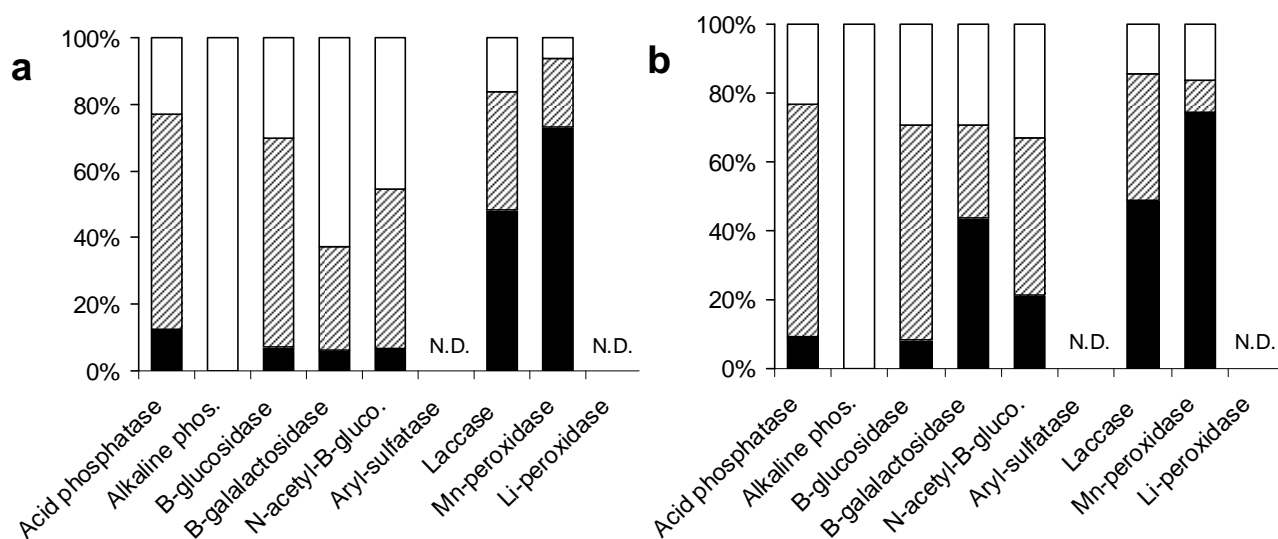 a
100%
80%
60%
40%
20%
0%
N.D.
N.D.
Acid phosphatase
Alkaline phos.
B-glucosidase
B-galalactosidase
N-acetyl-B-gluco.
Aryl-sulfatase
Laccase
Mn-peroxidase
Li-peroxidase
b
100%
80%
60%
40%
20%
0%
N.D.
N.D.
Acid phosphatase
Alkaline phos.
B-glucosidase
B-galalactosidase
N-acetyl-B-gluco.
Aryl-sulfatase
Laccase
Mn-peroxidase
Li-peroxidase